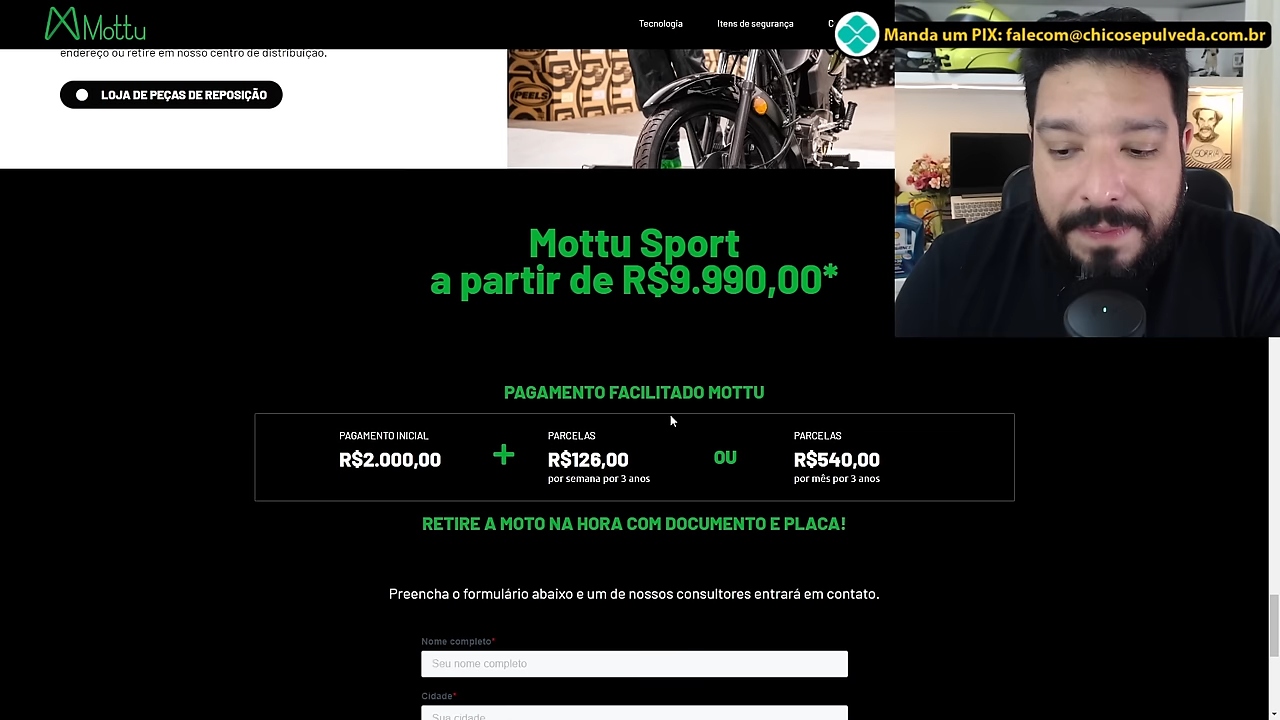 Mottu
Tecnologia
Itens de segurança
C
Manda um PIX: falecom@chicosepulveda.com.br
endereço ou retire em nosso centro de distribuição.
LOJA DE PEÇAS DE REPOSIÇÃO
PEELS
SORRIA
Mottu Sport
a partir de R$9.990,00*
PAGAMENTO FACILITADO MOTTU
PAGAMENTO INICIAL
R$2.000,00
+
PARCELAS
R$126,00
por semana por 3 anos
OU
PARCELAS
R$540,00
por mês por 3 anos
RETIRE A MOTO NA HORA COM DOCUMENTO E PLACA!
Preencha o formulário abaixo e um de nossos consultores entrará em contato.
Nome completo*
Seu nome completo
Cidade*
Sua cidade